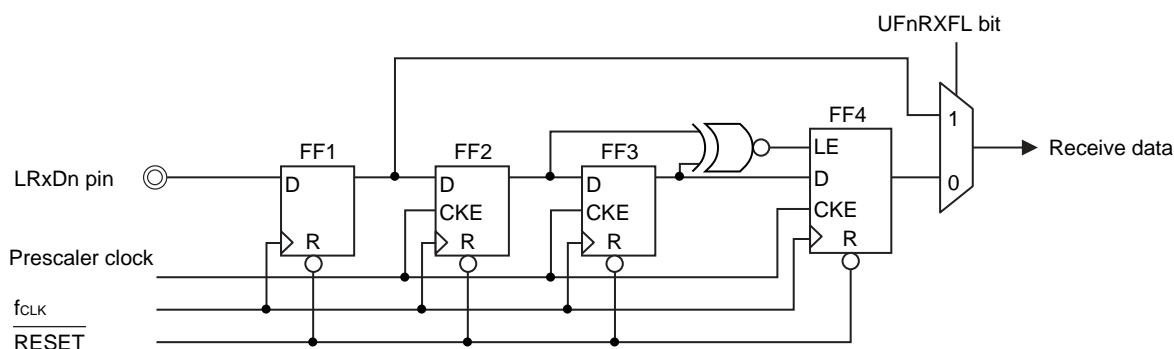 UFnRXFL bit
FF4
1
LE
Receive data
FF1
FF2
FF3
LRxDn pin
D
D
D
D
0
CKE
CKE
CKE
R
R
R
R
Prescaler clock
fCLK
RESET